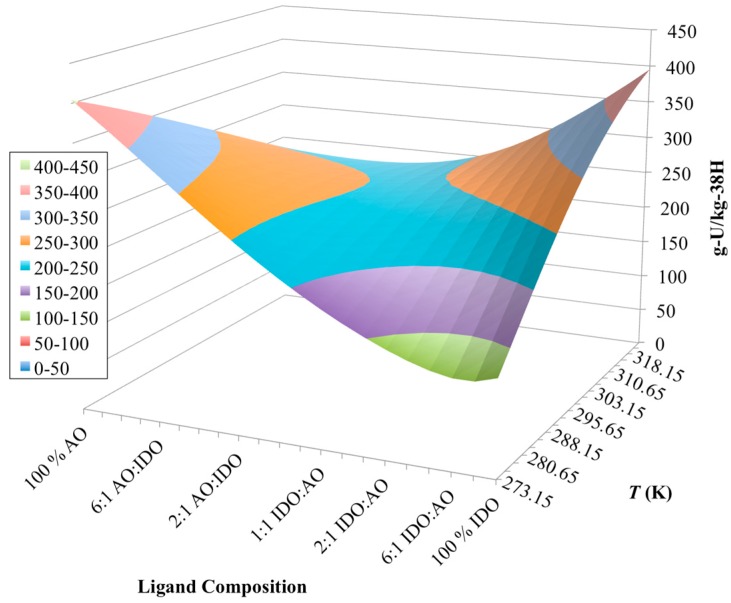 450
400
350
300
250
200
150
100
50
0
g-U/kg-38H
400-450
350-400
300-350
250-300
200-250
150-200
100-150
50-100
0-50
318.15
310.65
303.15
295.65
288.15
280.65
273.15
T (K)
100 % AO
6:1 AO:IDO
2:1 AO:IDO
1:1 IDO:AO
2:1 IDO:AO
6:1 IDO:AO
100 % IDO
Ligand Composition